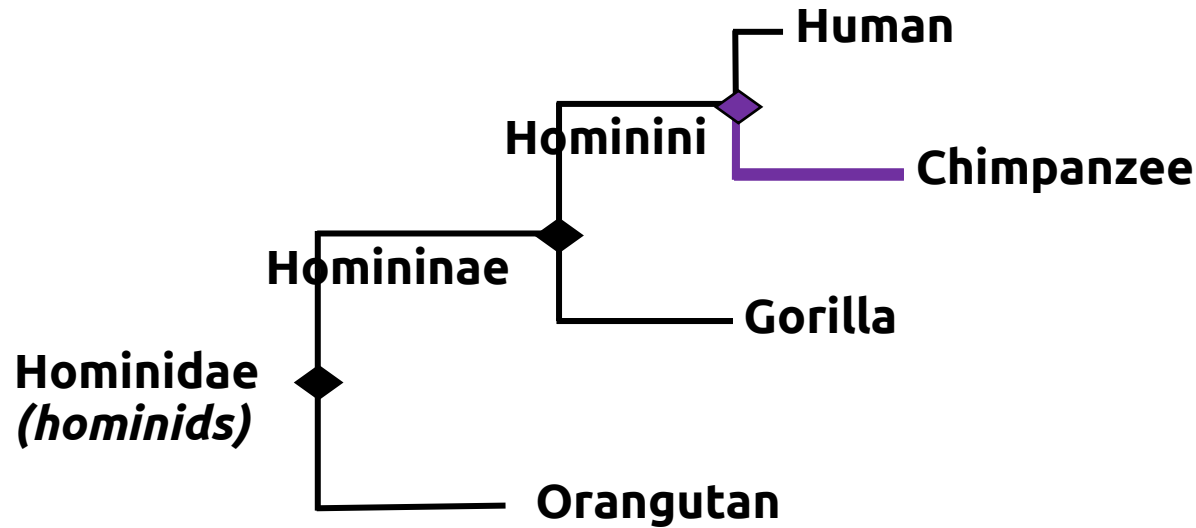 Human
Hominini
Chimpanzee
Homininae
Gorilla
Hominidae
(hominids)
Orangutan